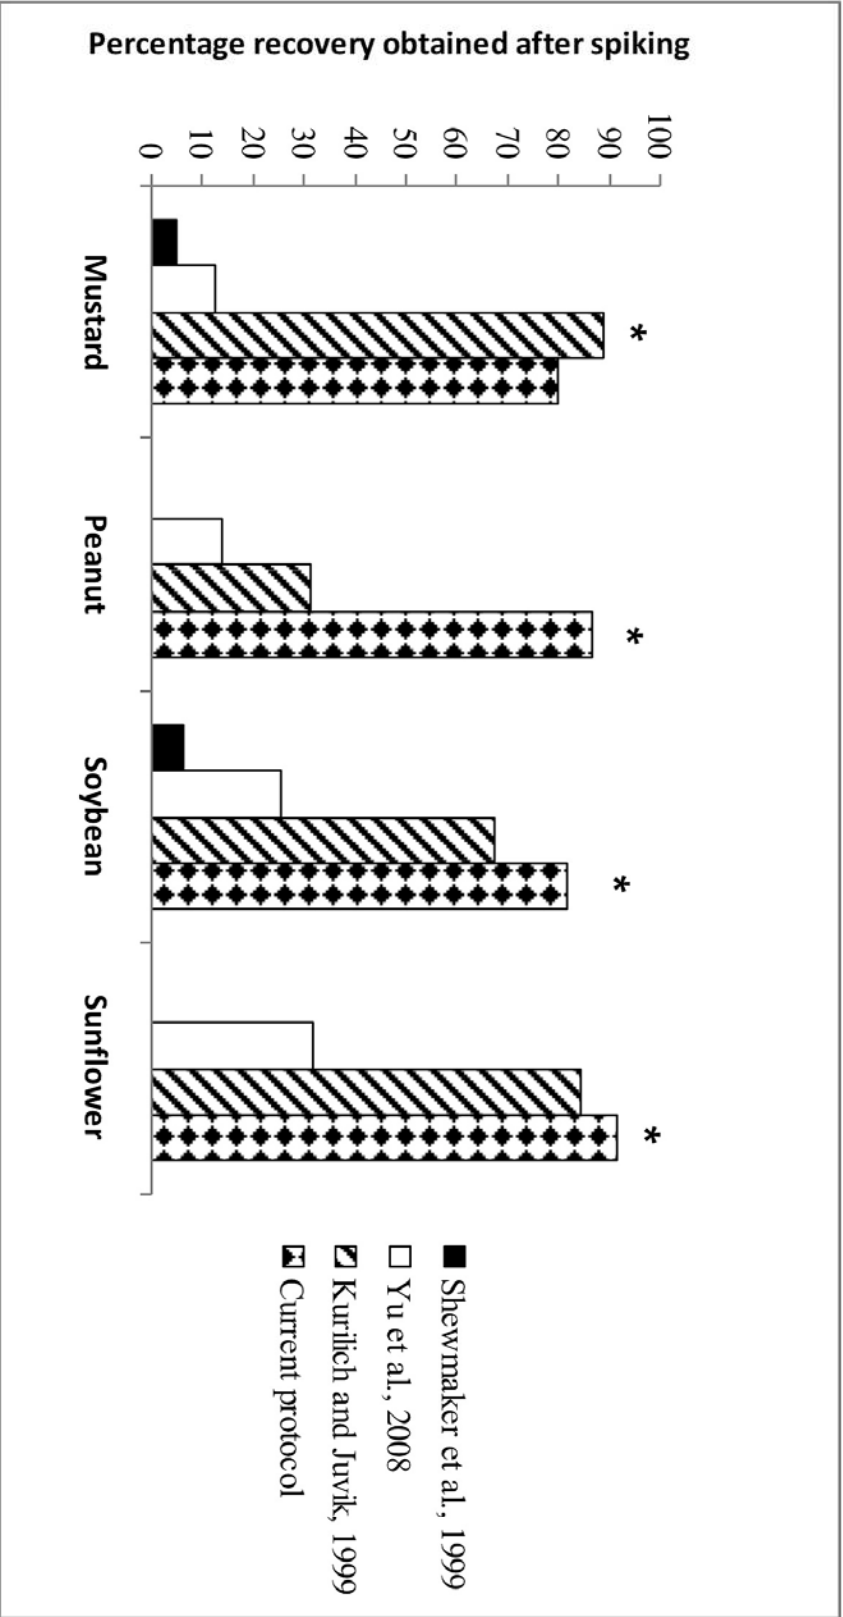 Percentage recovery obtained after spiking
100
90
80
70
60
50
40
30
20
10
0
*
*
*
*
Mustard
Peanut
Soybean
Sunflower
Shewmaker et al., 1999
Yu et al., 2008
Kurilich and Juvik, 1999
Current protocol